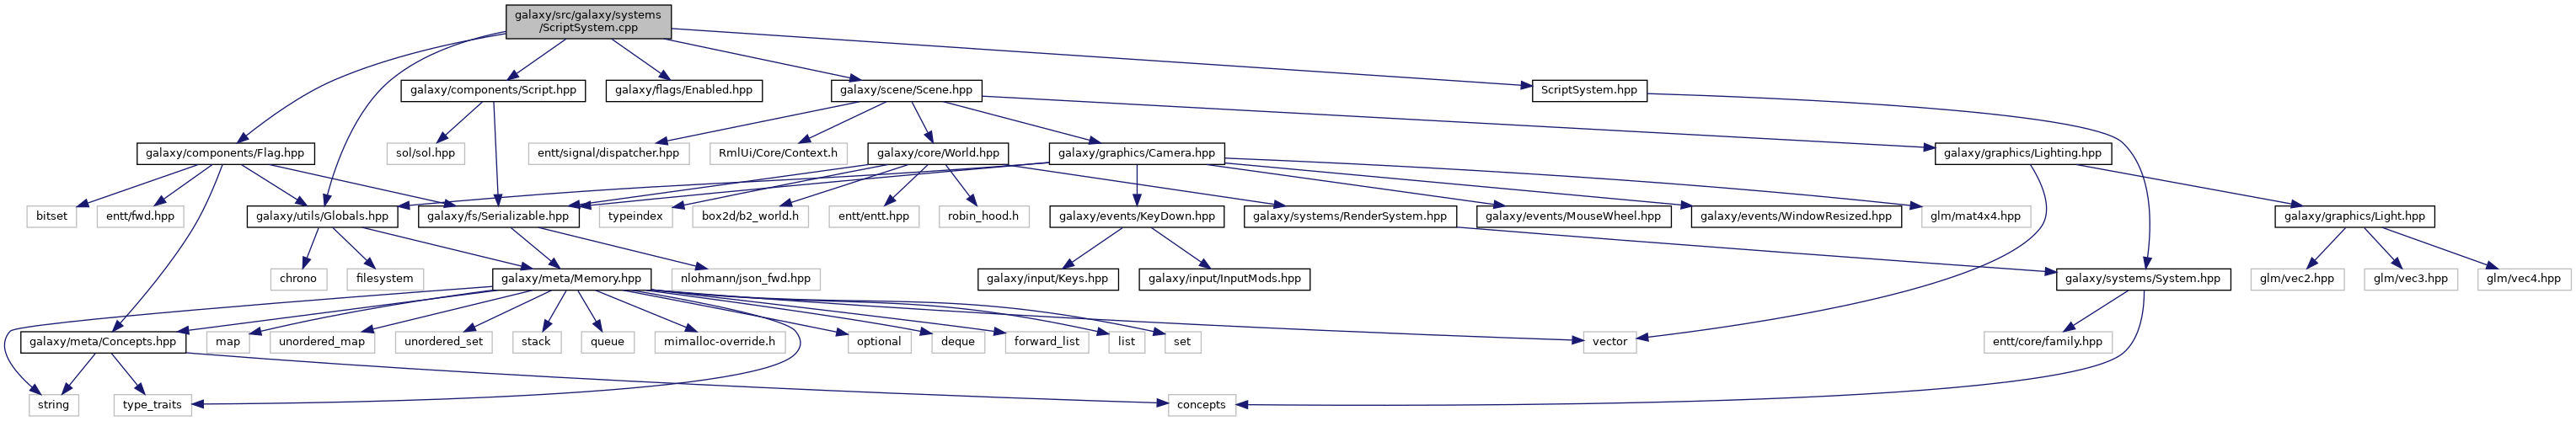 galaxy/src/galaxy/systems
/ScriptSystem.cpp
galaxy/components/Script.hpp
galaxy/flags/Enabled.hpp
galaxy/scene/Scene.hpp
ScriptSystem.hpp
galaxy/components/Flag.hpp
sol/sol.hpp
entt/signal/dispatcher.hpp
RmlUi/Core/Context.h
galaxy/core/World.hpp
galaxy/graphics/Camera.hpp
galaxy/graphics/Lighting.hpp
bitset
entt/fwd.hpp
galaxy/utils/Globals.hpp
galaxy/fs/Serializable.hpp
typeindex
box2d/b2_world.h
entt/entt.hpp
robin_hood.h
galaxy/events/KeyDown.hpp
galaxy/systems/RenderSystem.hpp
galaxy/events/MouseWheel.hpp
galaxy/events/WindowResized.hpp
glm/mat4x4.hpp
galaxy/graphics/Light.hpp
chrono
filesystem
galaxy/meta/Memory.hpp
nlohmann/json_fwd.hpp
galaxy/input/Keys.hpp
galaxy/input/InputMods.hpp
galaxy/systems/System.hpp
glm/vec2.hpp
glm/vec3.hpp
glm/vec4.hpp
galaxy/meta/Concepts.hpp
map
unordered_map
unordered_set
stack
queue
mimalloc-override.h
optional
deque
forward_list
list
set
vector
entt/core/family.hpp
string
type_traits
concepts